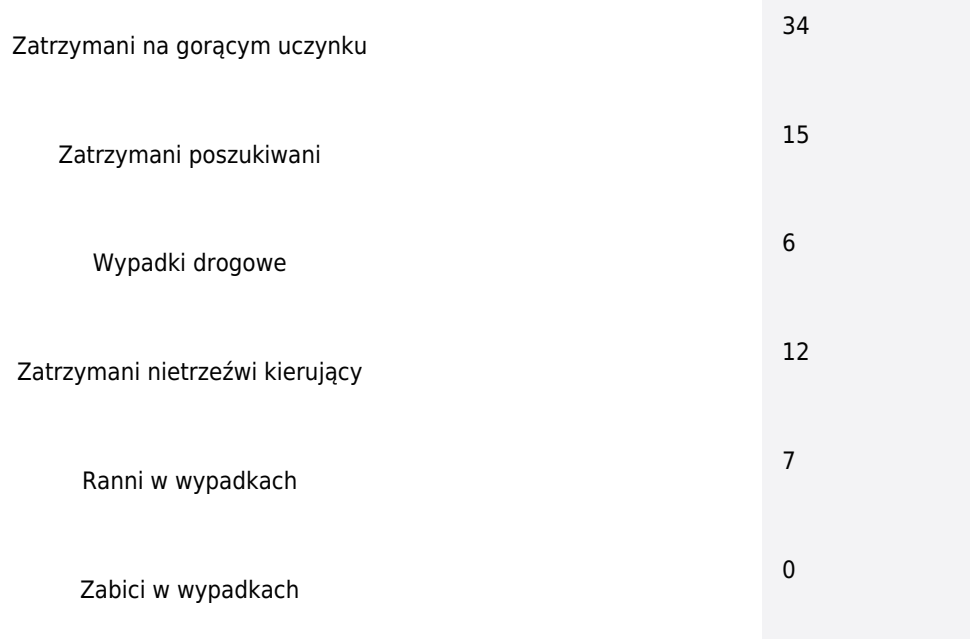 Zatrzymani na gorącym uczynku 34
Zatrzymani poszukiwani 15
Wypadki drogowe 6
Zatrzymani nietrzeźwi kierujący 12
Ranni w wypadkach 7
Zabici w wypadkach 0